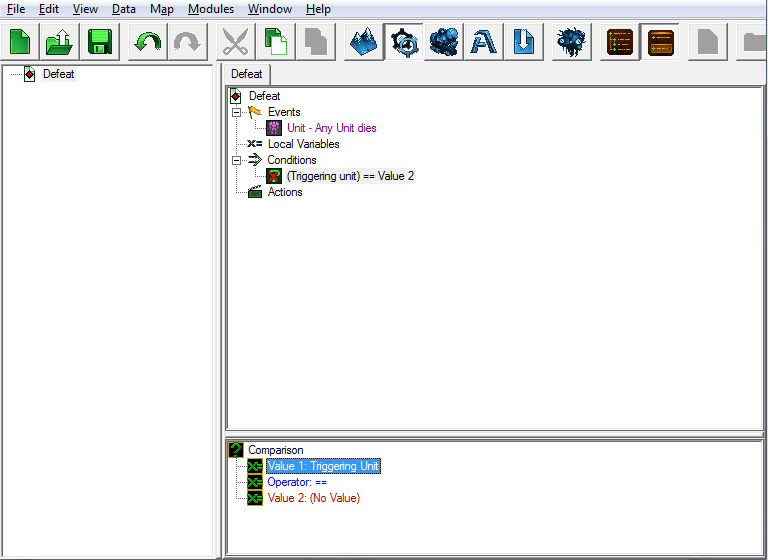 File Edit View Data Map Modules Window Help
Defeat
Defeat
Defeat
Events
Unit - Any Unit dies
Local Variables
Conditions
(Triggering unit) == Value 2
Actions
Comparison
Value 1: Triggering Unit
Operator: ==
Value 2: (No Value)